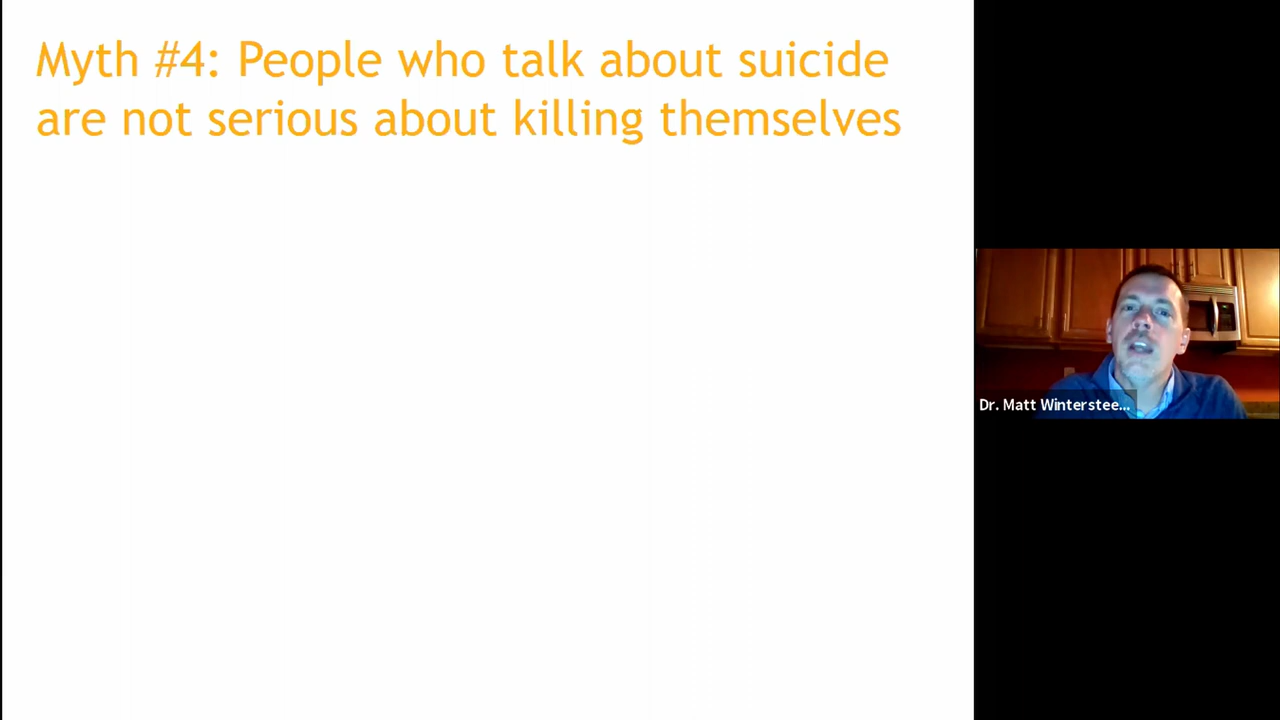 Myth #4: People who talk about suicide
are not serious about killing themselves
Dr. Matt Winterstee...